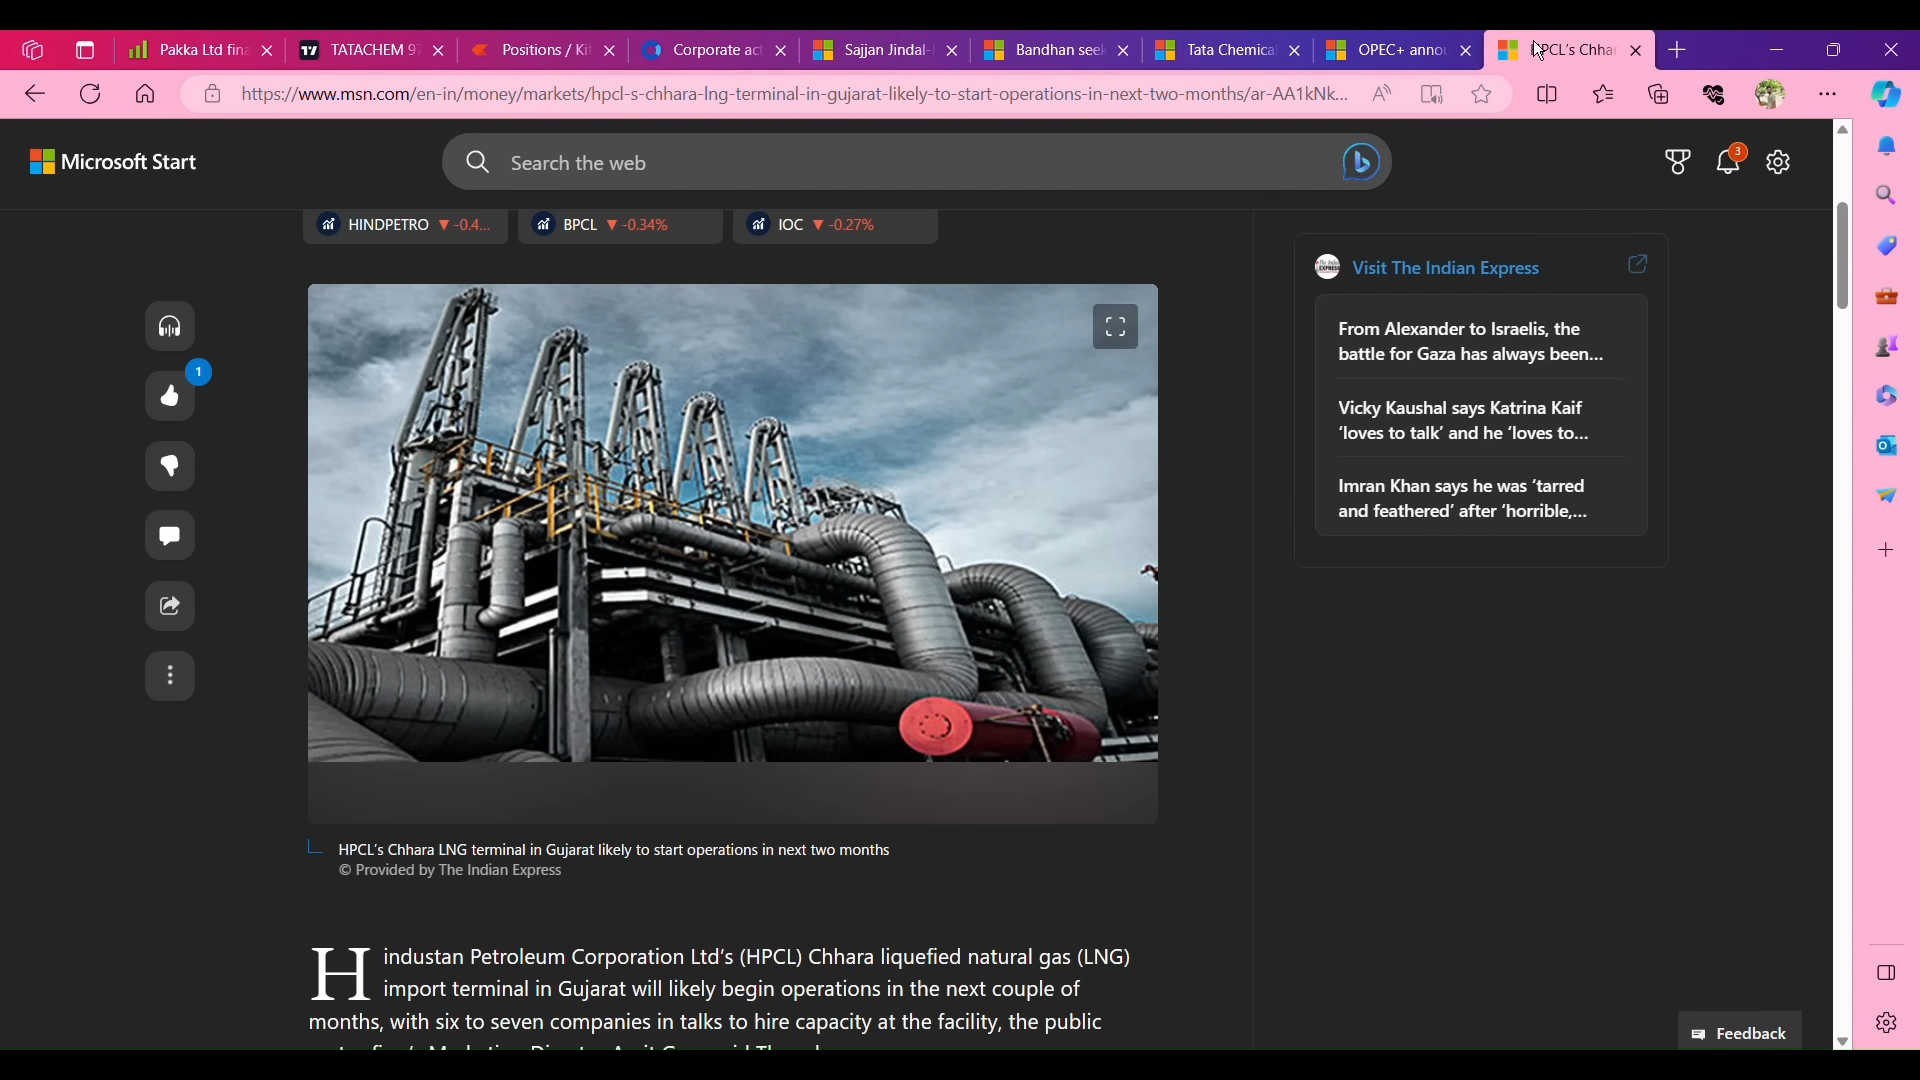 Pakka Ltd fin
TATACHEM 9
Positions / Ki
Corporate ac
Sajjan Jindal-
Bandhan seek
Tata Chemica
OPEC+ annou
PCL's Chhar
https://www.msn.com/en-in/money/markets/hpcl-s-chhara-lng-terminal-in-gujarat-likely-to-start-operations-in-next-two-months/ar-AA1kNk...
Microsoft Start
Search the web
3
HINDPETRO ▼ -0.4...
BPCL ▼ -0.34%
IOC ▼ -0.27%
1
Visit The Indian Express
From Alexander to Israelis, the
battle for Gaza has always been...
Vicky Kaushal says Katrina Kaif
'loves to talk' and he 'loves to...
Imran Khan says he was 'tarred
and feathered' after 'horrible,...
HPCL's Chhara LNG terminal in Gujarat likely to start operations in next two months
© Provided by The Indian Express
Hindustan Petroleum Corporation Ltd's (HPCL) Chhara liquefied natural gas (LNG)
import terminal in Gujarat will likely begin operations in the next couple of
months, with six to seven companies in talks to hire capacity at the facility, the public
Feedback